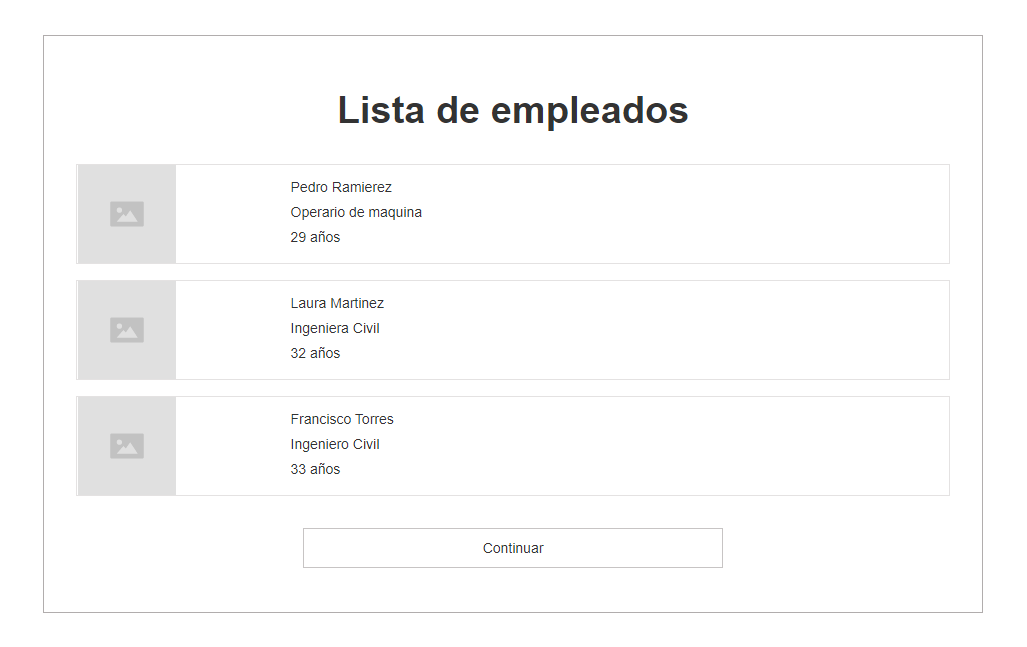 Lista de empleados
Pedro Ramierez
Operario de maquina
29 años
Laura Martinez
Ingeniera Civil
32 años
Francisco Torres
Ingeniero Civil
33 años
Continuar